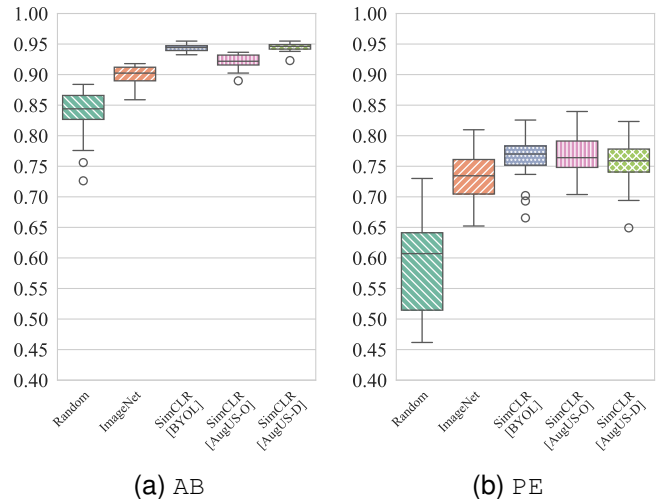 1.00
0.95
0.90
0.85
0.80
0.75
0.70
0.65
0.60
0.55
0.50
0.45
0.40
Random
ImageNet
SimCLR
[BYOL]
SimCLR
[AugUS-O]
SimCLR
[AugUS-D]
(a) AB
1.00
0.95
0.90
0.85
0.80
0.75
0.70
0.65
0.60
0.55
0.50
0.45
0.40
Random
ImageNet
SimCLR
[BYOL]
SimCLR
[AugUS-O]
SimCLR
[AugUS-D]
(b) PE